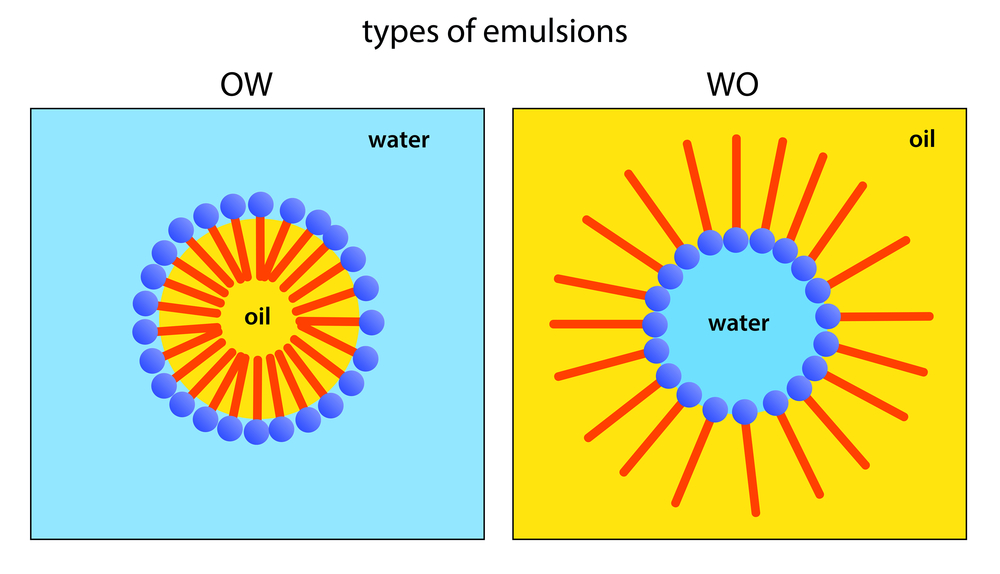 types of emulsions
OW
WO
water
oil
oil
water